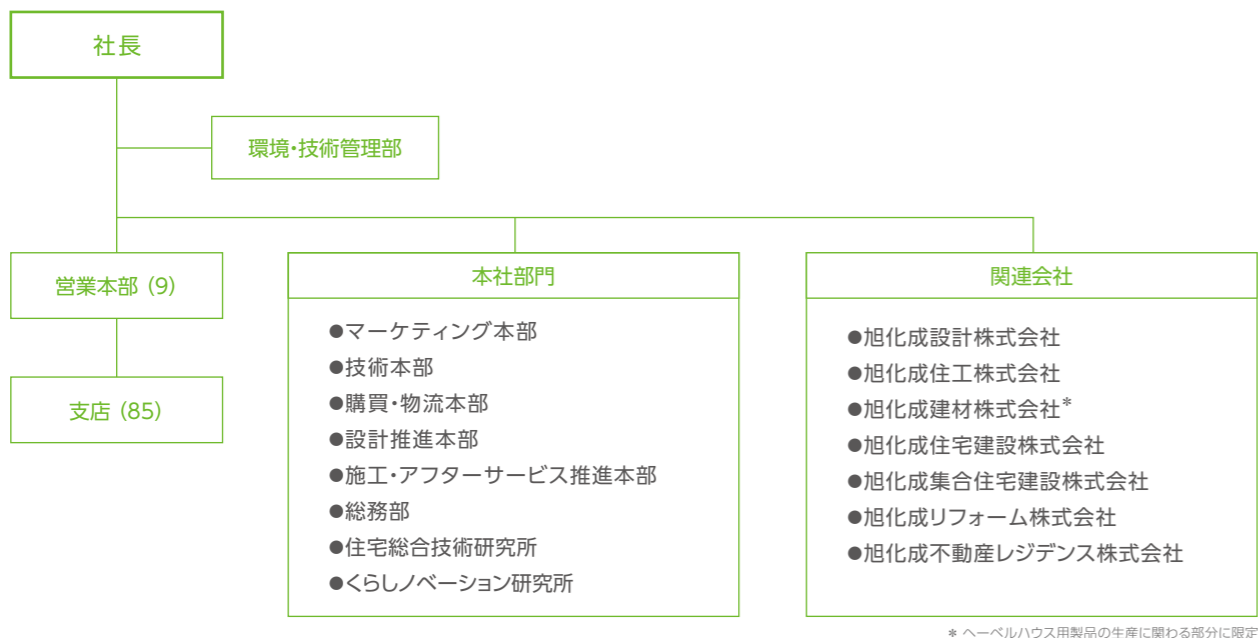 社長
環境・技術管理部
営業本部（9）
支店（85）
本社部門
●マーケティング本部
●技術本部
●購買・物流本部
●設計推進本部
●施工・アフターサービス推進本部
●総務部
●住宅総合技術研究所
●くらしノベーション研究所
関連会社
●旭化成設計株式会社
●旭化成住工株式会社
●旭化成建材株式会社*
●旭化成住宅建設株式会社
●旭化成集合住宅建設株式会社
●旭化成リフォーム株式会社
●旭化成不動産レジデンス株式会社
* ヘーベルハウス用製品の生産に関わる部分に限定